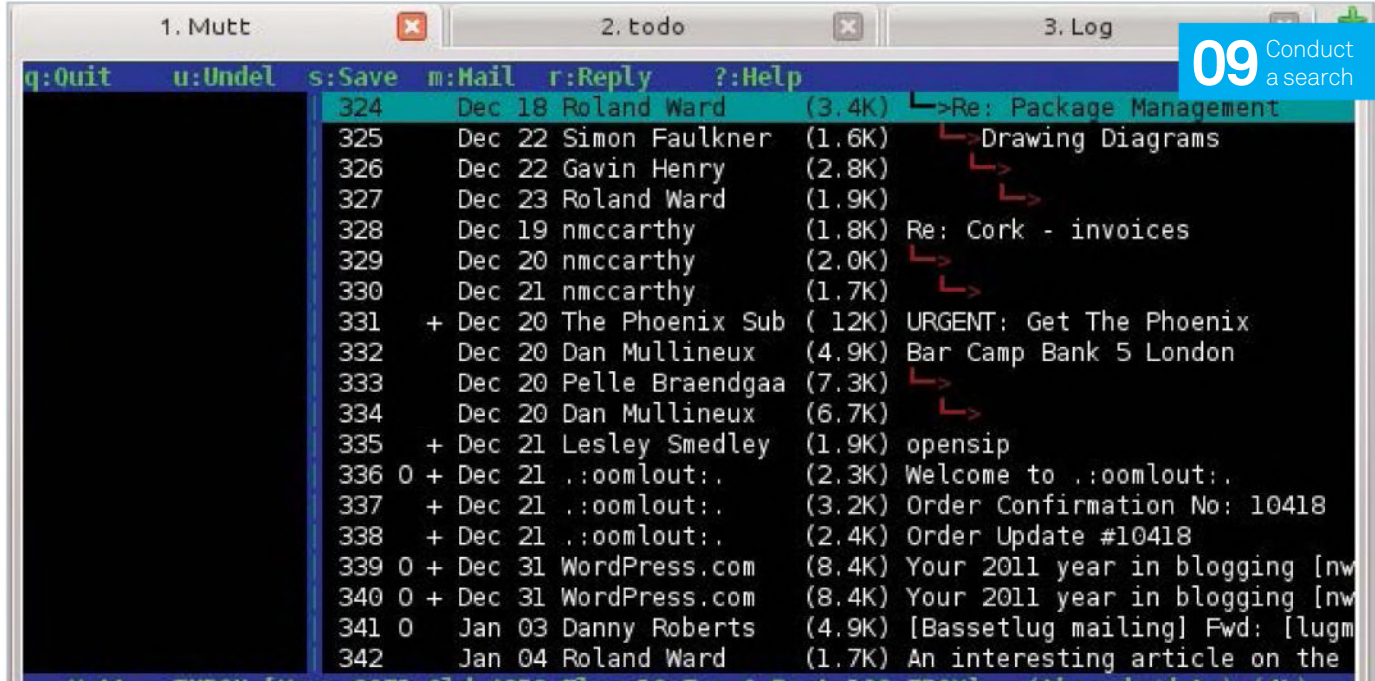 1. Mutt
2. todo
3. Log
09 Conduct a search
q:Quit u:Undel s:Save m:Mail r:Reply ?:Help
324 Dec 18 Roland Ward (3.4K) └─>Re: Package Management
325 Dec 22 Simon Faulkner (1.6K) └─>Drawing Diagrams
326 Dec 22 Gavin Henry (2.8K) └─>
327 Dec 23 Roland Ward (1.9K) └─>
328 Dec 19 nmccarthy (1.8K) Re: Cork - invoices
329 Dec 20 nmccarthy (2.0K) └─>
330 Dec 21 nmccarthy (1.7K) └─>
331 + Dec 20 The Phoenix Sub ( 12K) URGENT: Get The Phoenix
332 Dec 20 Dan Mullineux (4.9K) Bar Camp Bank 5 London
333 Dec 20 Pelle Braendgaa (7.3K) └─>
334 Dec 20 Dan Mullineux (6.7K) └─>
335 + Dec 21 Lesley Smedley (1.9K) opensip
336 O + Dec 21 .:oomlout:. (2.3K) Welcome to .:oomlout:.
337 + Dec 21 .:oomlout:. (3.2K) Order Confirmation No: 10418
338 + Dec 21 .:oomlout:. (2.4K) Order Update #10418
339 O + Dec 31 WordPress.com (8.4K) Your 2011 year in blogging [nw
340 O + Dec 31 WordPress.com (8.4K) Your 2011 year in blogging [nw
341 O Jan 03 Danny Roberts (4.9K) [Bassetlug mailing] Fwd: [lugm
342 Jan 04 Roland Ward (1.7K) An interesting article on the